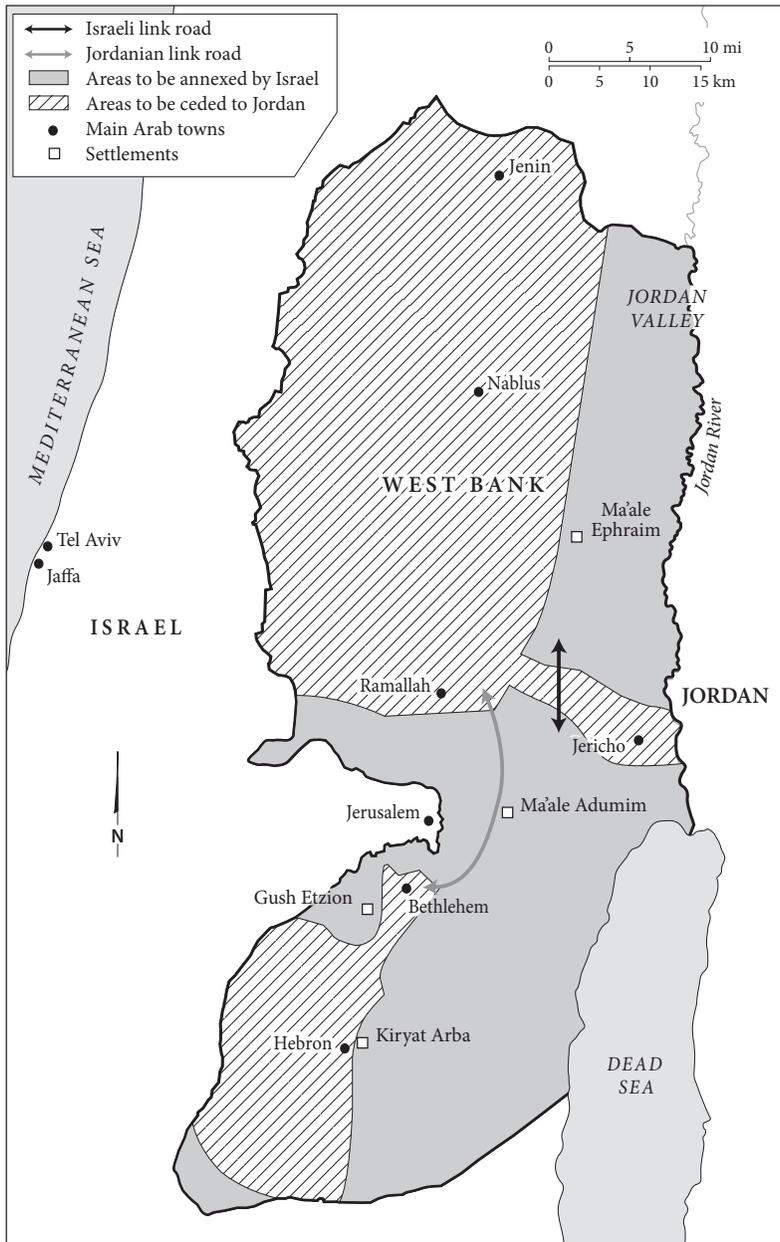 Israeli link road
Jordanian link road
Areas to be annexed by Israel
Areas to be ceded to Jordan
Main Arab towns
Settlements
0 5 10 mi
0 5 10 15 km
Jenin
MEDITERRANEAN SEA
JORDAN
VALLEY
Nablus
Jordan River
WEST BANK
Ma'ale
Ephraim
Tel Aviv
Jaffa
ISRAEL
Ramallah
JORDAN
Jericho
Jerusalem
Ma'ale Adumim
N
Gush Etzion
Bethlehem
Hebron
Kiryat Arba
DEAD
SEA